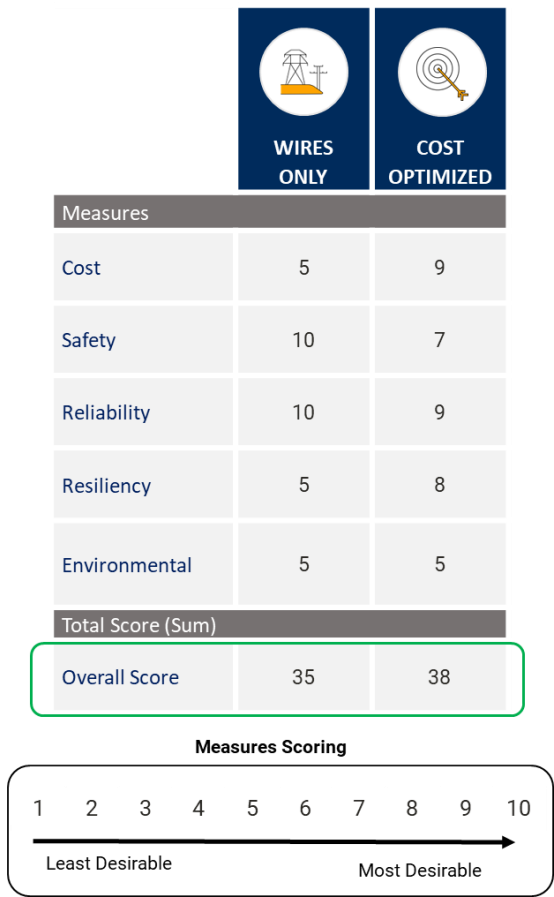 WIRES ONLY
COST OPTIMIZED
Measures
Cost 5 9
Safety 10 7
Reliability 10 9
Resiliency 5 8
Environmental 5 5
Total Score (Sum)
Overall Score 35 38
Measures Scoring
1 2 3 4 5 6 7 8 9 10
Least Desirable
Most Desirable